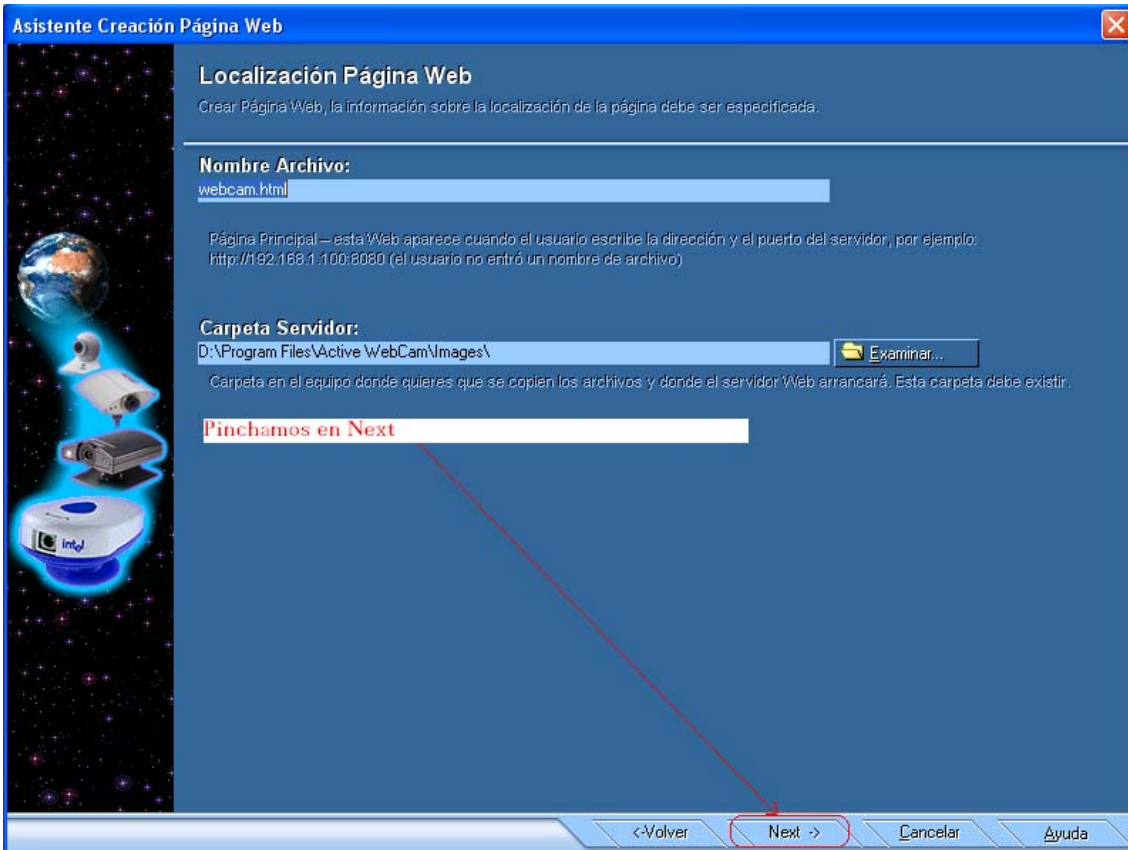 Asistente Creación Página Web
Localización Página Web
Crear Página Web, la información sobre la localización de la página debe ser especificada.
Nombre Archivo:
webcam.html
Página Principal – esta Web aparece cuando el usuario escribe la dirección y el puerto del servidor, por ejemplo:
http://192.168.1.100:8080 (el usuario no entró un nombre de archivo)
Carpeta Servidor:
D:\Program Files\Active WebCam\Images\
Examinar...
Carpeta en el equipo donde quieres que se copien los archivos y donde el servidor Web arrancará. Esta carpeta debe existir.
Pinchamos en Next
intel
<-Volver
Next ->
Cancelar
Ayuda